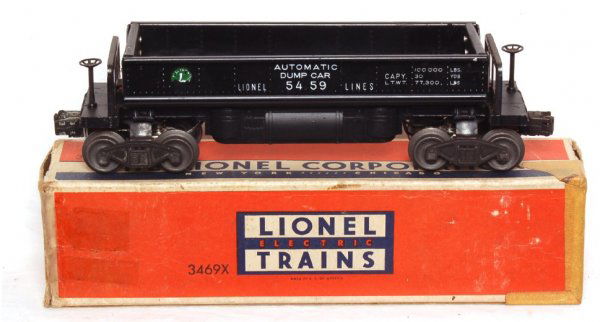 L
AUTOMATIC
DUMP CAR
LIONEL 5459 LINES
CAPY 100000 LBS.
30 YDS
LT.WT. 77,300 LBS
LIONEL CORPO
NEW YORK CHICAGO
LIONEL
ELECTRIC
TRAINS
3469X